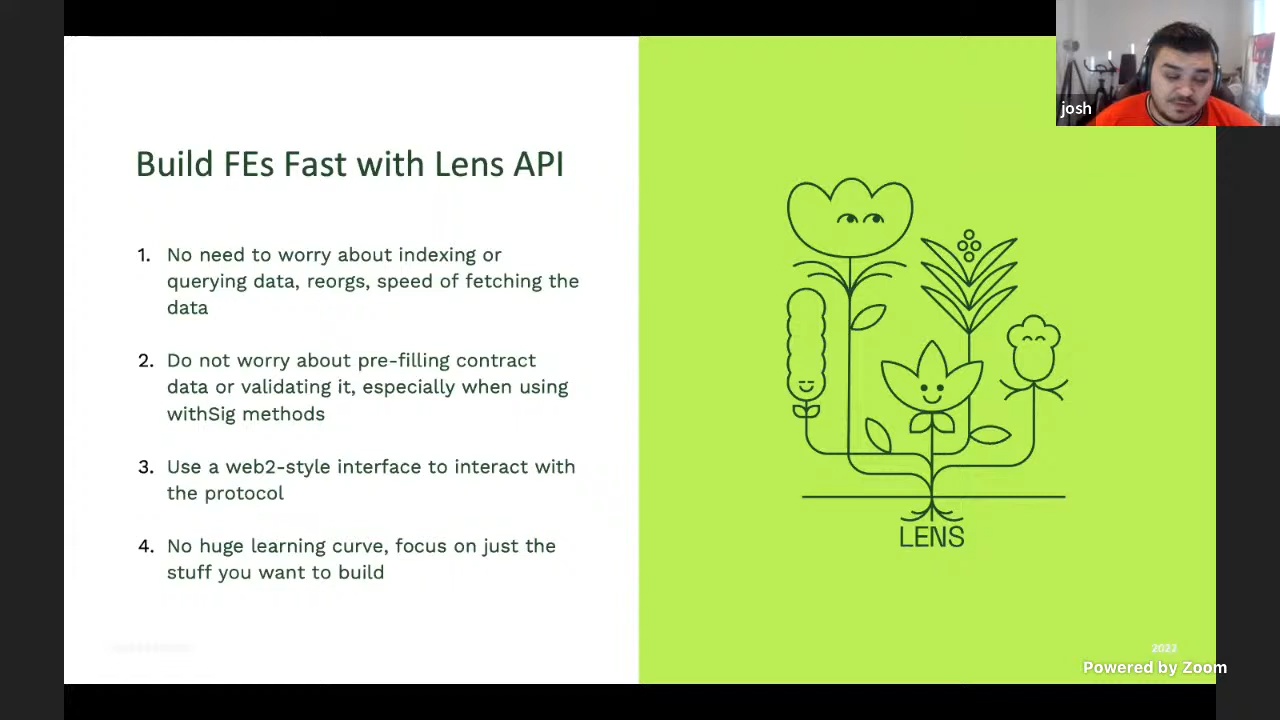 josh
Build FEs Fast with Lens API
1. No need to worry about indexing or
querying data, reorgs, speed of fetching the
data
2. Do not worry about pre-filling contract
data or validating it, especially when using
withSig methods
3. Use a web2-style interface to interact with
the protocol
4. No huge learning curve, focus on just the
stuff you want to build
LENS
2022
Powered by Zoom